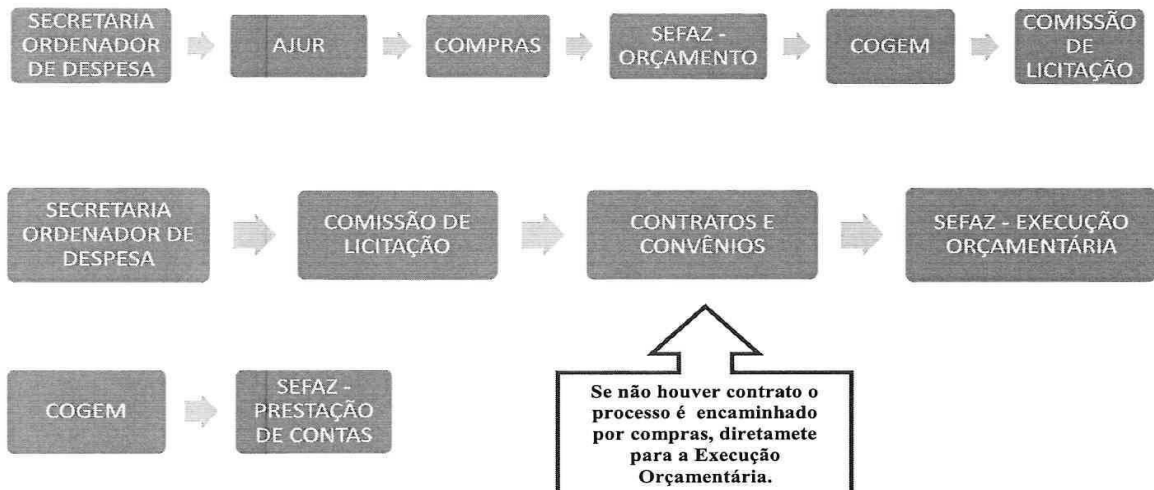 SECRETARIA
ORDENADOR
DE DESPESA
AJUR
COMPRAS
SEFAZ -
ORÇAMENTO
COGEM
COMISSÃO
DE
LICITAÇÃO
SECRETARIA
ORDENADOR DE
DESPESA
COMISSÃO DE
LICITAÇÃO
CONTRATOS E
CONVÊNIOS
SEFAZ - EXECUÇÃO
ORÇAMENTÁRIA
COGEM
SEFAZ -
PRESTAÇÃO
DE CONTAS
Se não houver contrato o
processo é encaminhado
por compras, diretamete
para a Execução
Orçamentária.